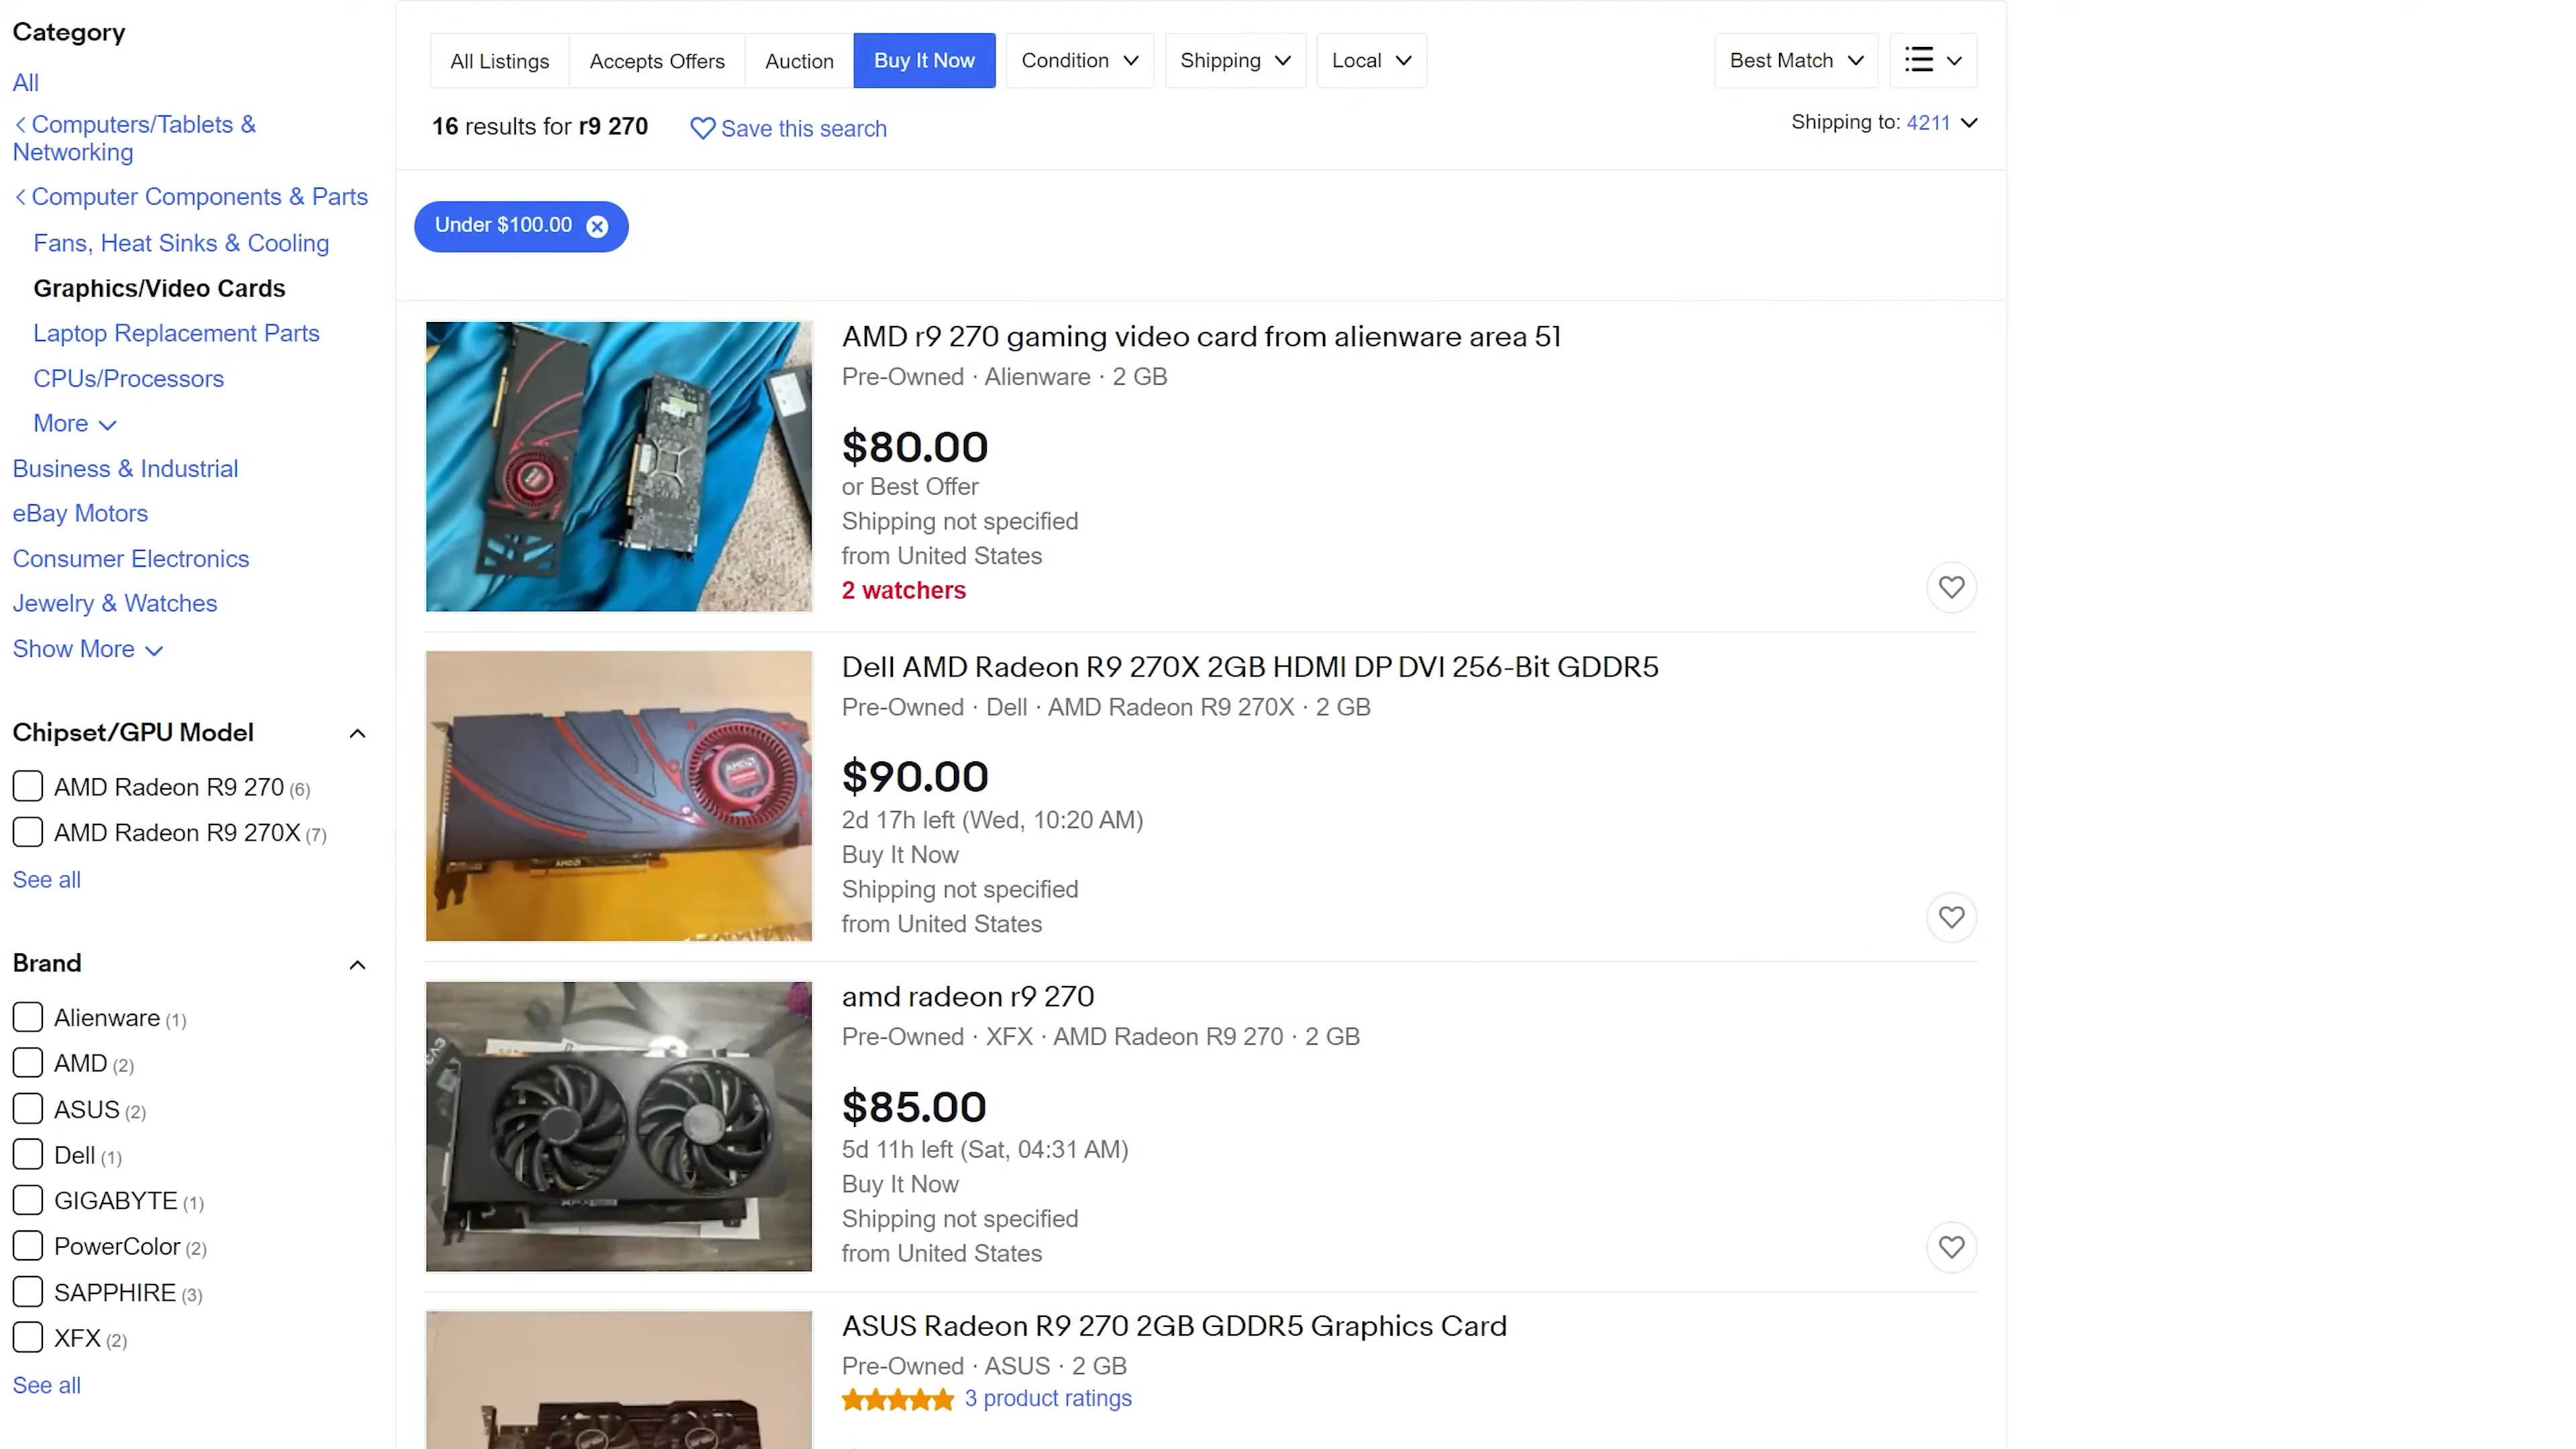 Category
All
Computers/Tablets &
Networking
Computer Components & Parts
Fans, Heat Sinks & Cooling
Graphics/Video Cards
Laptop Replacement Parts
CPUs/Processors
More
Business & Industrial
eBay Motors
Consumer Electronics
Jewelry & Watches
Show More
Chipset/GPU Model
AMD Radeon R9 270 (6)
AMD Radeon R9 270X (7)
See all
Brand
Alienware (1)
AMD (2)
ASUS (2)
Dell (1)
GIGABYTE (1)
PowerColor (2)
SAPPHIRE (3)
XFX (2)
See all
All Listings Accepts Offers Auction Buy It Now Condition Shipping Local Best Match
16 results for r9 270 Save this search Shipping to: 4211
Under $100.00
AMD r9 270 gaming video card from alienware area 51
Pre-Owned · Alienware · 2 GB
$80.00
or Best Offer
Shipping not specified
from United States
2 watchers
Dell AMD Radeon R9 270X 2GB HDMI DP DVI 256-Bit GDDR5
Pre-Owned · Dell · AMD Radeon R9 270X · 2 GB
$90.00
2d 17h left (Wed, 10:20 AM)
Buy It Now
Shipping not specified
from United States
AMD
amd radeon r9 270
Pre-Owned · XFX · AMD Radeon R9 270 · 2 GB
$85.00
5d 11h left (Sat, 04:31 AM)
Buy It Now
Shipping not specified
from United States
ASUS Radeon R9 270 2GB GDDR5 Graphics Card
Pre-Owned · ASUS · 2 GB
3 product ratings